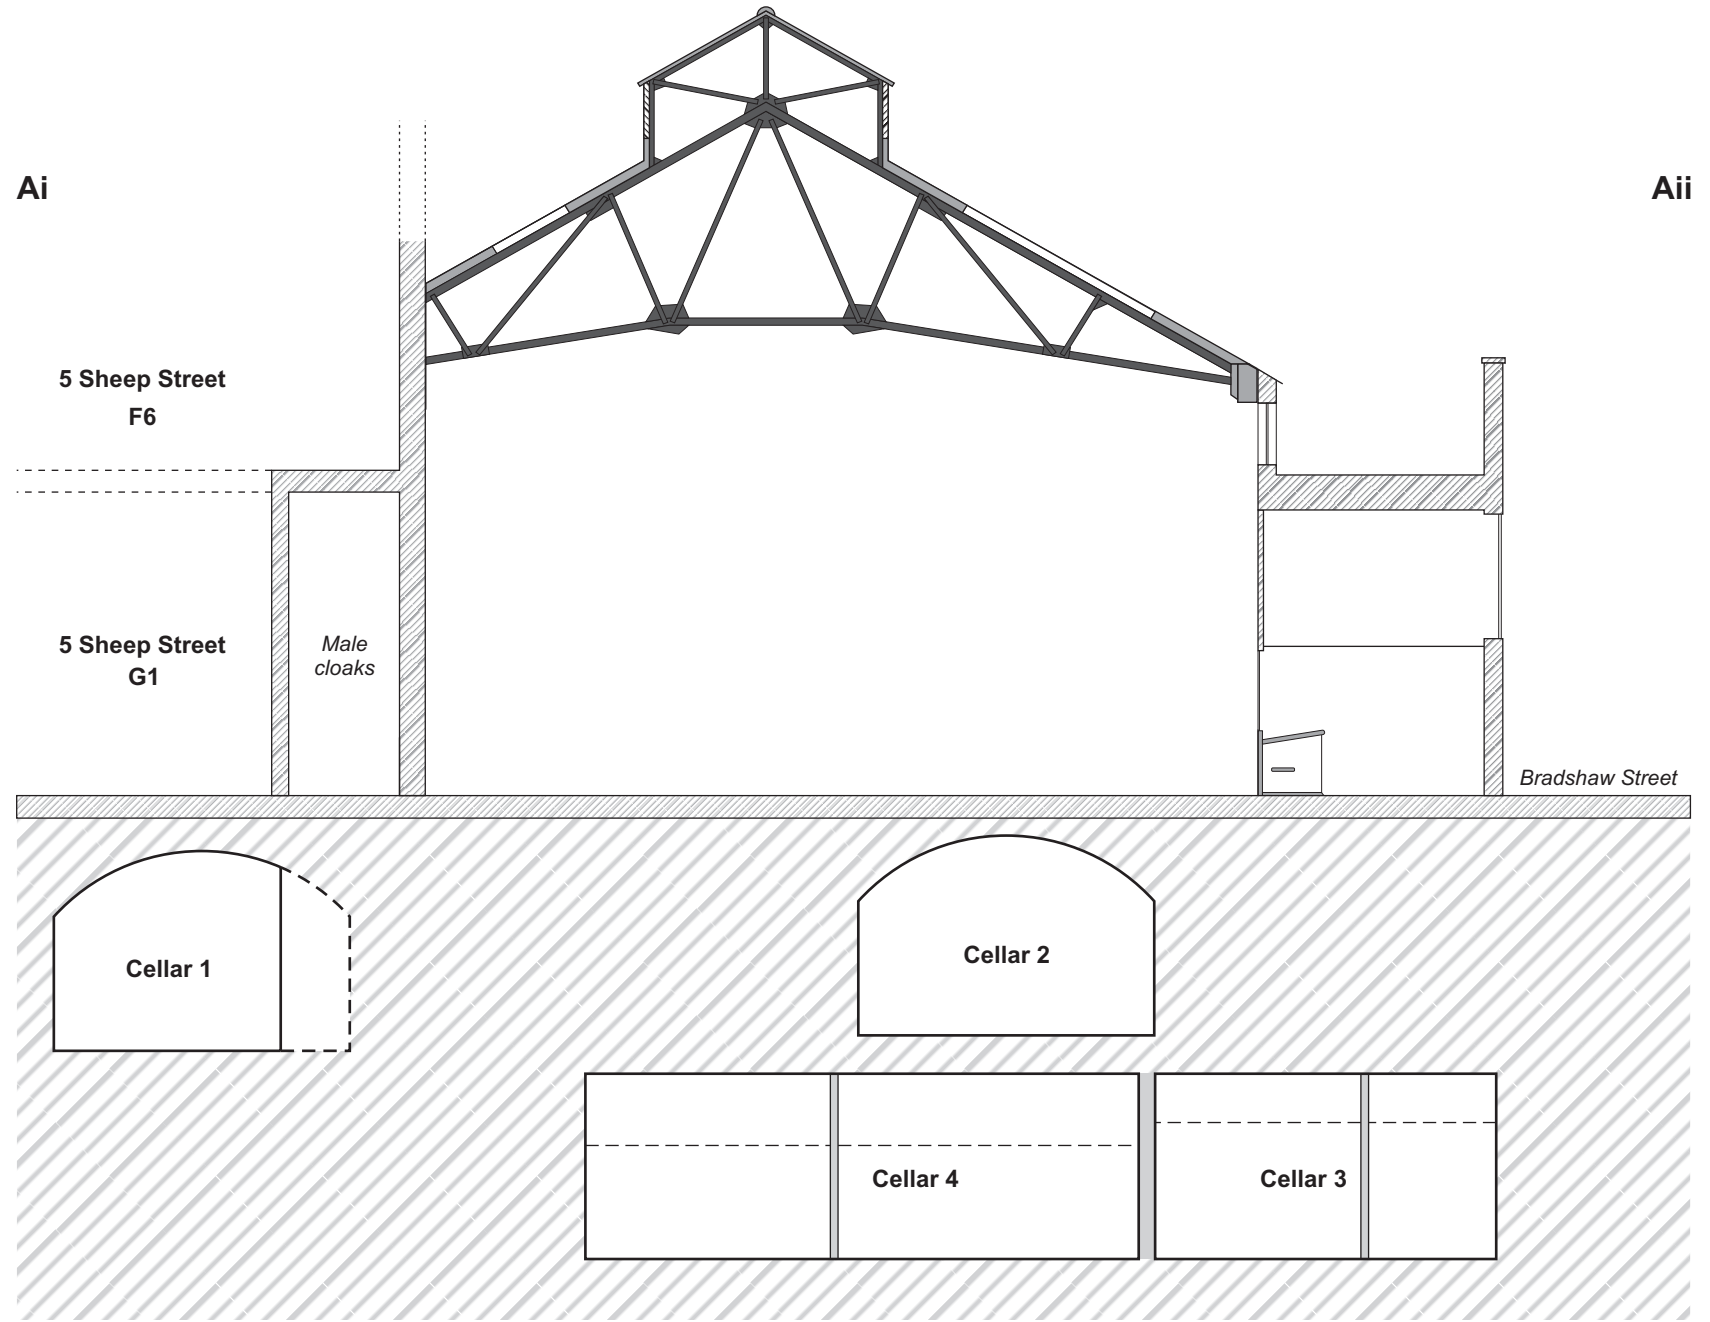 Ai
Aii
5 Sheep Street
F6
5 Sheep Street
G1
Male
cloaks
Bradshaw Street
Cellar 1
Cellar 2
Cellar 4
Cellar 3